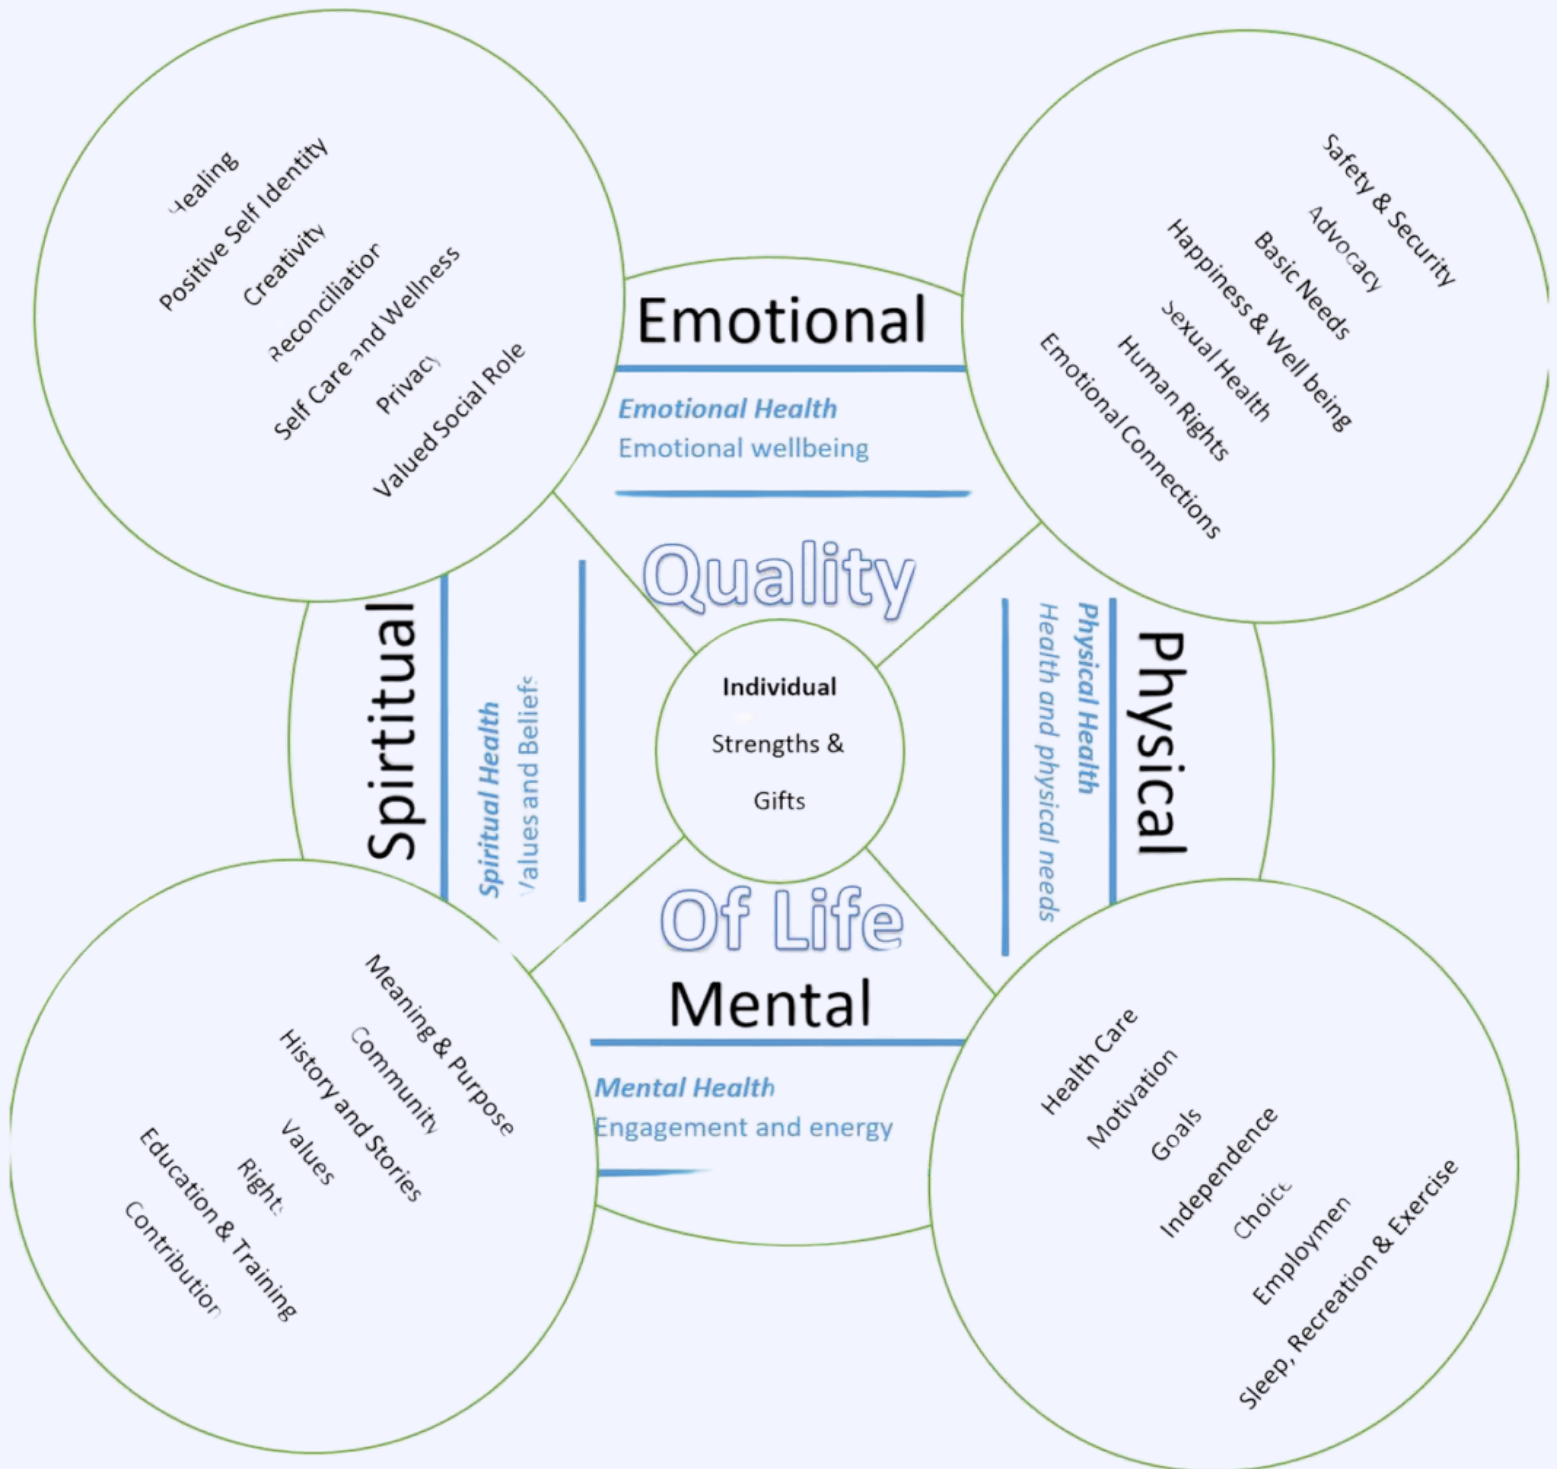 Healing
Positive Self Identity
Creativity
Reconciliation
Self Care and Wellness
Privacy
Valued Social Role
Safety & Security
Advocacy
Basic Needs
Happiness & Well being
Sexual Health
Human Rights
Emotional Connections
Emotional
Emotional Health
Emotional wellbeing
Quality
Spirtitual
Spiritual Health
Values and Beliefs
Individual
Strengths &
Gifts
Physical
Physical Health
Health and physical needs
Of Life
Mental
Mental Health
Engagement and energy
Meaning & Purpose
Community
History and Stories
Values
Rights
Education & Training
Contribution
Health Care
Motivation
Goals
Independence
Choice
Employmen
Sleep, Recreation & Exercise